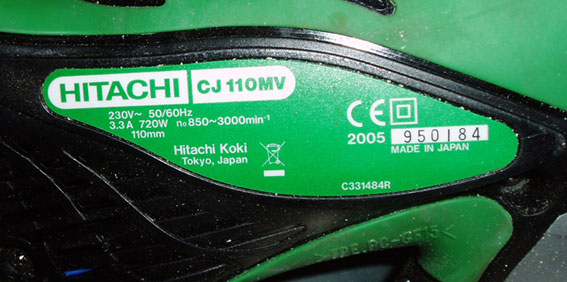 HITACHI CJ 110MV
230V~ 50/60Hz
3.3A 720W n₀850~3000min⁻¹
110mm
Hitachi Koki
Tokyo, Japan
CE
2005 950184
MADE IN JAPAN
C331484R